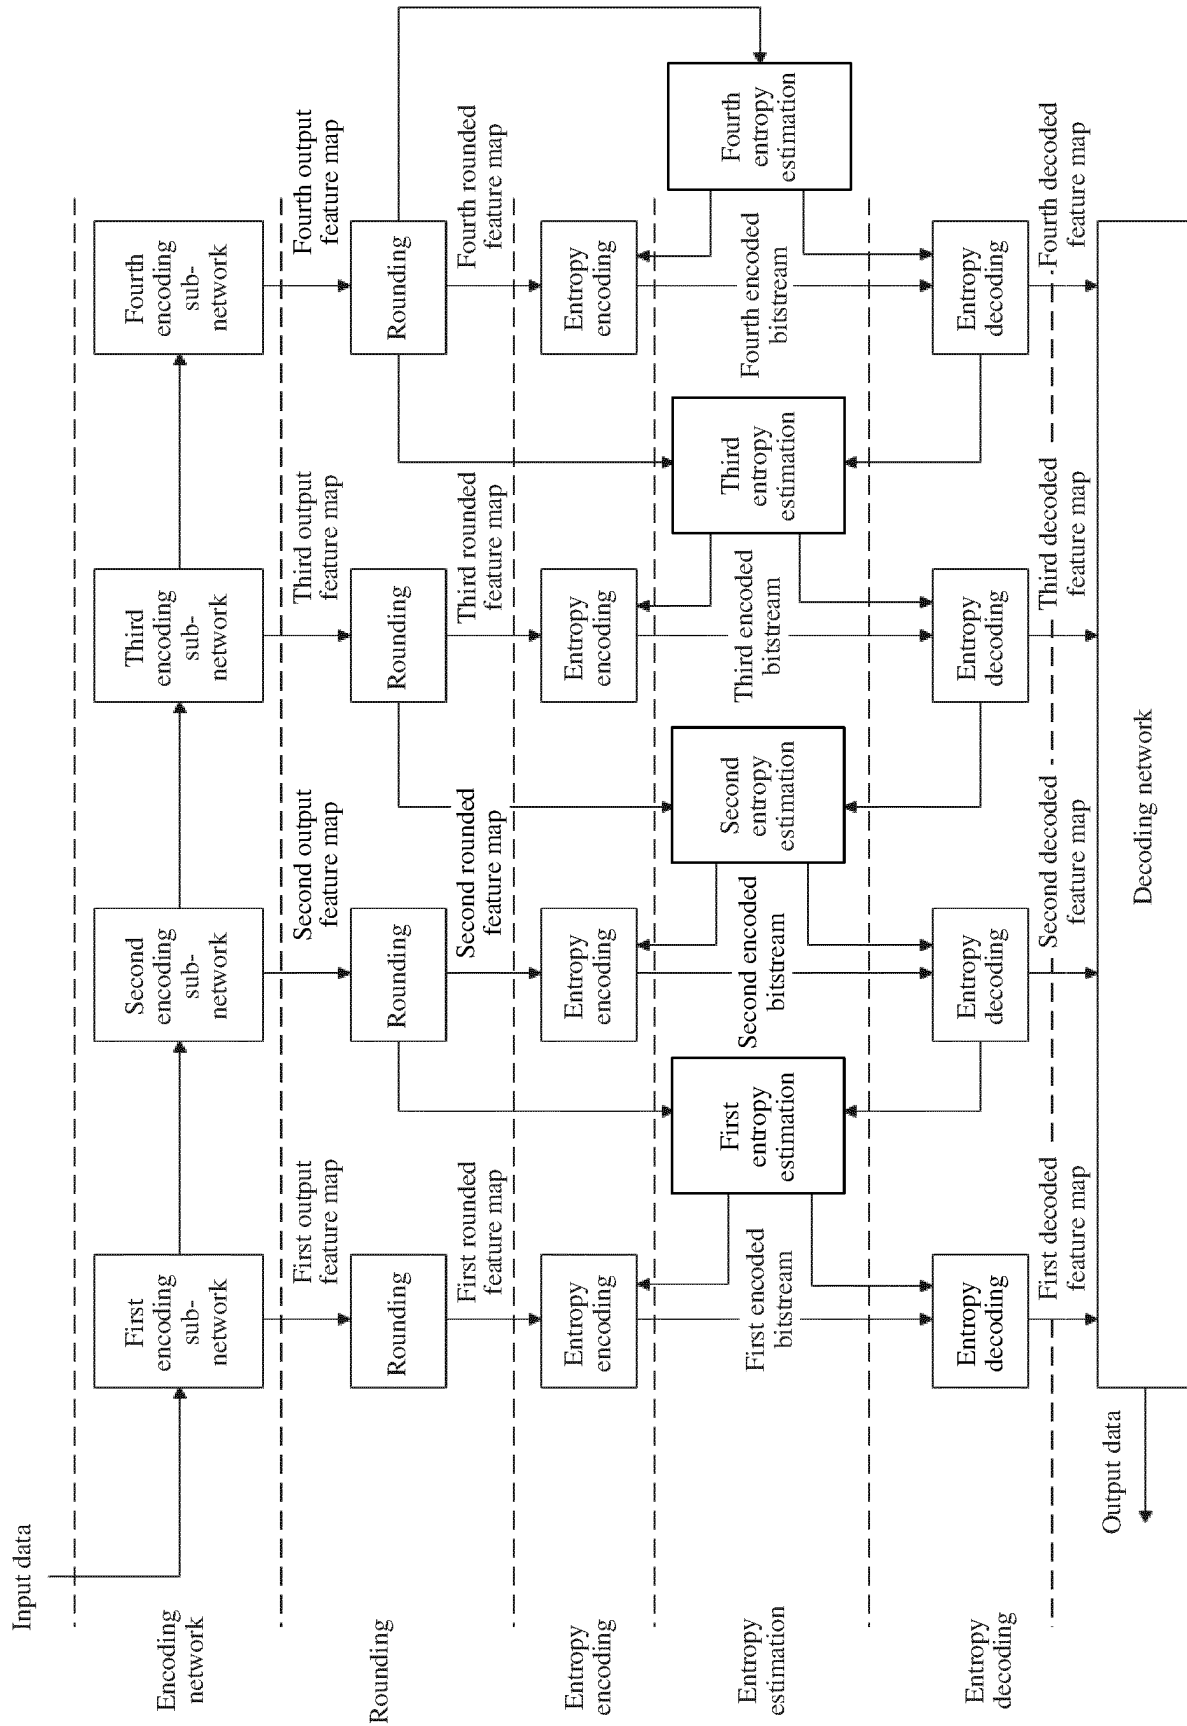 Input data
Encoding
network
First
encoding
sub-
network
Second
encoding
sub-
network
Third
encoding
sub-
network
Fourth
encoding
sub-
network
First output
feature map
Second output
feature map
Third output
feature map
Fourth output
feature map
Rounding
Rounding
Rounding
Rounding
Rounding
First rounded
feature map
Second rounded
feature map
Third rounded
feature map
Fourth rounded
feature map
Entropy
encoding
Entropy
encoding
Entropy
encoding
Entropy
encoding
Entropy
encoding
Entropy
estimation
First encoded
bitstream
First
entropy
estimation
Second encoded
bitstream
Second
entropy
estimation
Third encoded
bitstream
Third
entropy
estimation
Fourth encoded
bitstream
Fourth
entropy
estimation
Entropy
decoding
Entropy
decoding
Entropy
decoding
Entropy
decoding
Entropy
decoding
First decoded
feature map
Second decoded
feature map
Third decoded
feature map
Fourth decoded
feature map
Output data
Decoding network